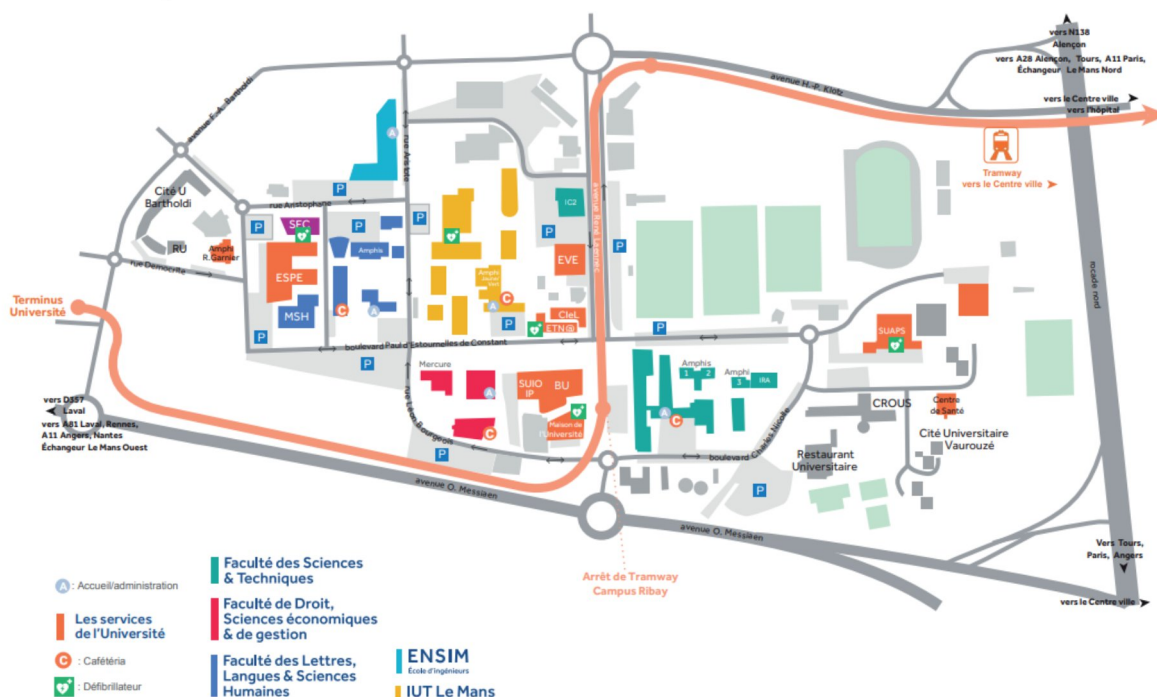 vers N138
Alençon
vers A28 Alençon, Tours, A11 Paris,
Échangeur Le Mans Nord
avenue H.-P. Klotz
vers le Centre ville
vers l'hôpital
Tramway
vers le Centre ville
avenue F.-A. Bartholdi
A
rue Aristote
avenue René Laennec
rocade nord
Cité U
Bartholdi
P
rue Aristophane
P
P
P
P
P
IC2
SFC
RU
Amphi
R.Garnier
Amphis
EVE
ESPE
rue Démocrite
Amphi
MSH
C
A
A
C
P
CleL
ETN@
Terminus
Université
P
P
boulevard Paul d'Estournelles de Constant
P
SUAPS
Mercure
A
SUIO
IP
BU
Maison de
l'Université
Amphis
1 2
Amphi
3
IRA
A
C
C
P
rue Léon Bourgeois
boulevard Charles Nicolle
P
CROUS
Centre
de Santé
Restaurant
Universitaire
Cité Universitaire
Vaurouzé
vers D357
Laval
vers A81 Laval, Rennes,
A11 Angers, Nantes
Échangeur Le Mans Ouest
avenue O. Messiaën
avenue O. Méssiaën
Vers Tours,
Paris, Angers
vers le Centre ville
Arrêt de Tramway
Campus Ribay
A : Accueil/administration
Les services
de l'Université
C : Cafétéria
: Défibrillateur
Faculté des Sciences
& Techniques
Faculté de Droit,
Sciences économiques
& de gestion
Faculté des Lettres,
Langues & Sciences
Humaines
ENSIM
École d'ingénieurs
IUT Le Mans